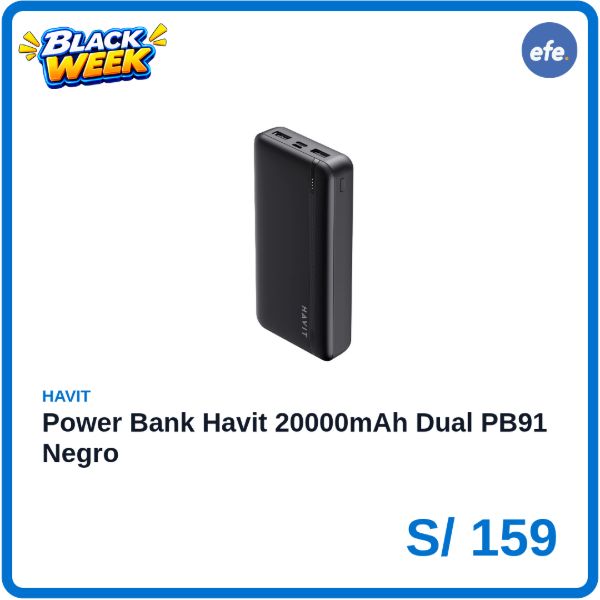 BLACK
WEEK
efe.
HAVIT
HAVIT
Power Bank Havit 20000mAh Dual PB91
Negro
S/ 159